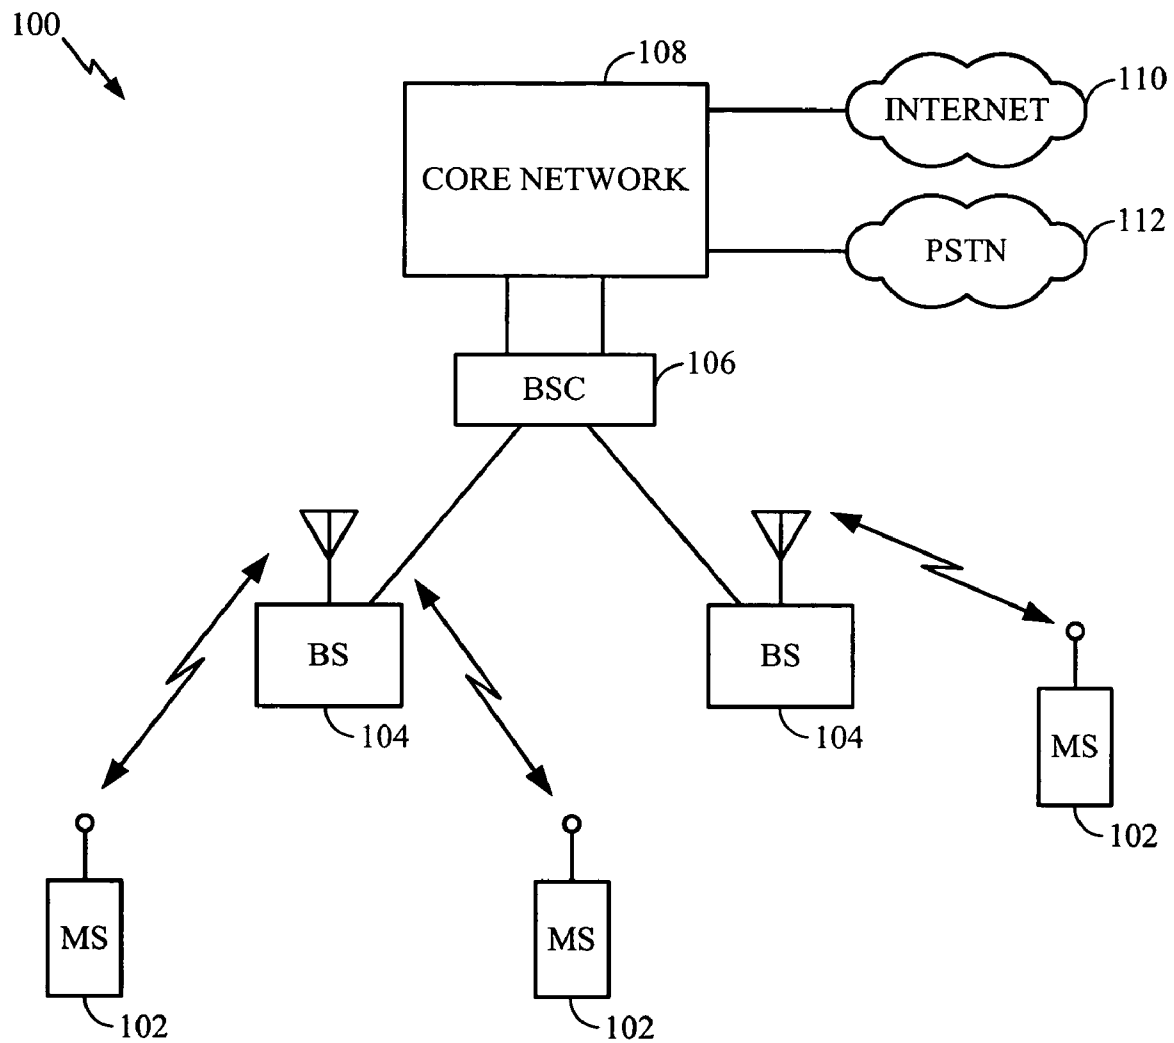 100
108
INTERNET
110
CORE NETWORK
PSTN
112
BSC
106
BS
104
BS
104
MS
102
MS
102
MS
102